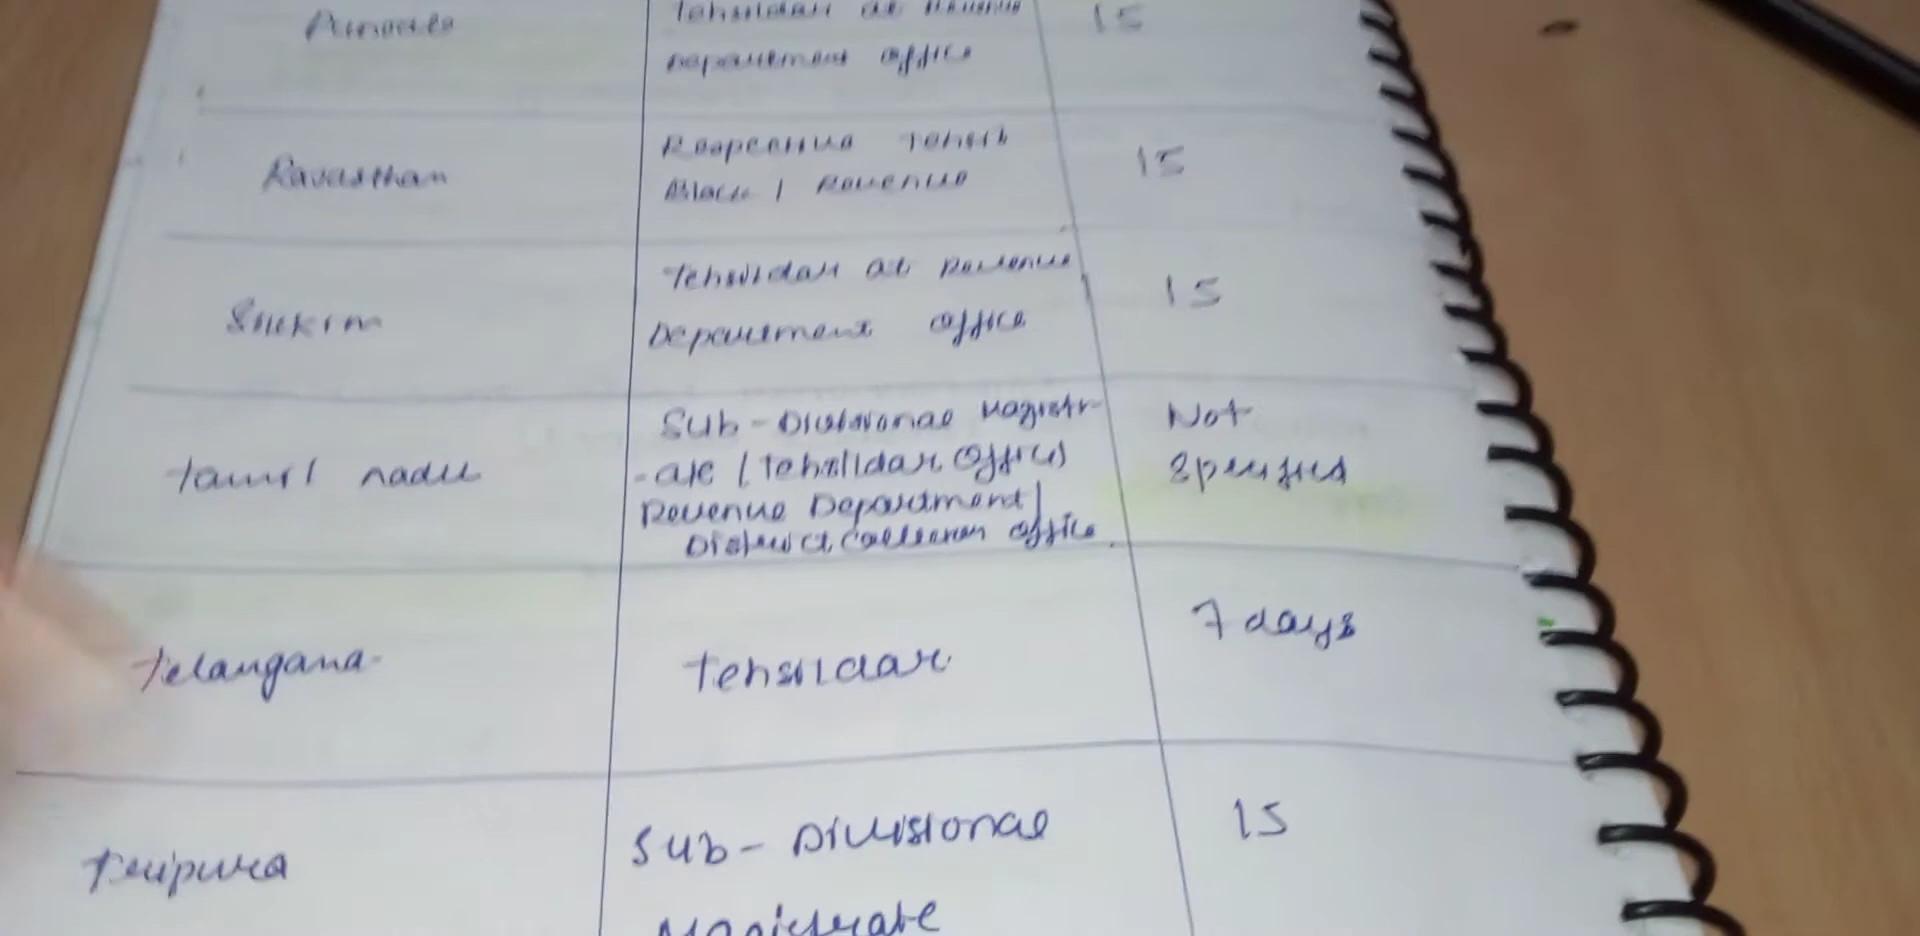 Tehsildar at Revenue
Department office
15
Rajasthan
Tehsil
Block / Revenue
15
Sikkim
Tehsildar at Revenue
Department office
15
Tamil nadu
Sub-Divisional Magistr-
-ate (Tehsildar Office)
Revenue Department/
District Collector office.
Not
Specified
Telangana
Tehsildar
7 days
Tripura
Sub-Divisional
Magistrate
15